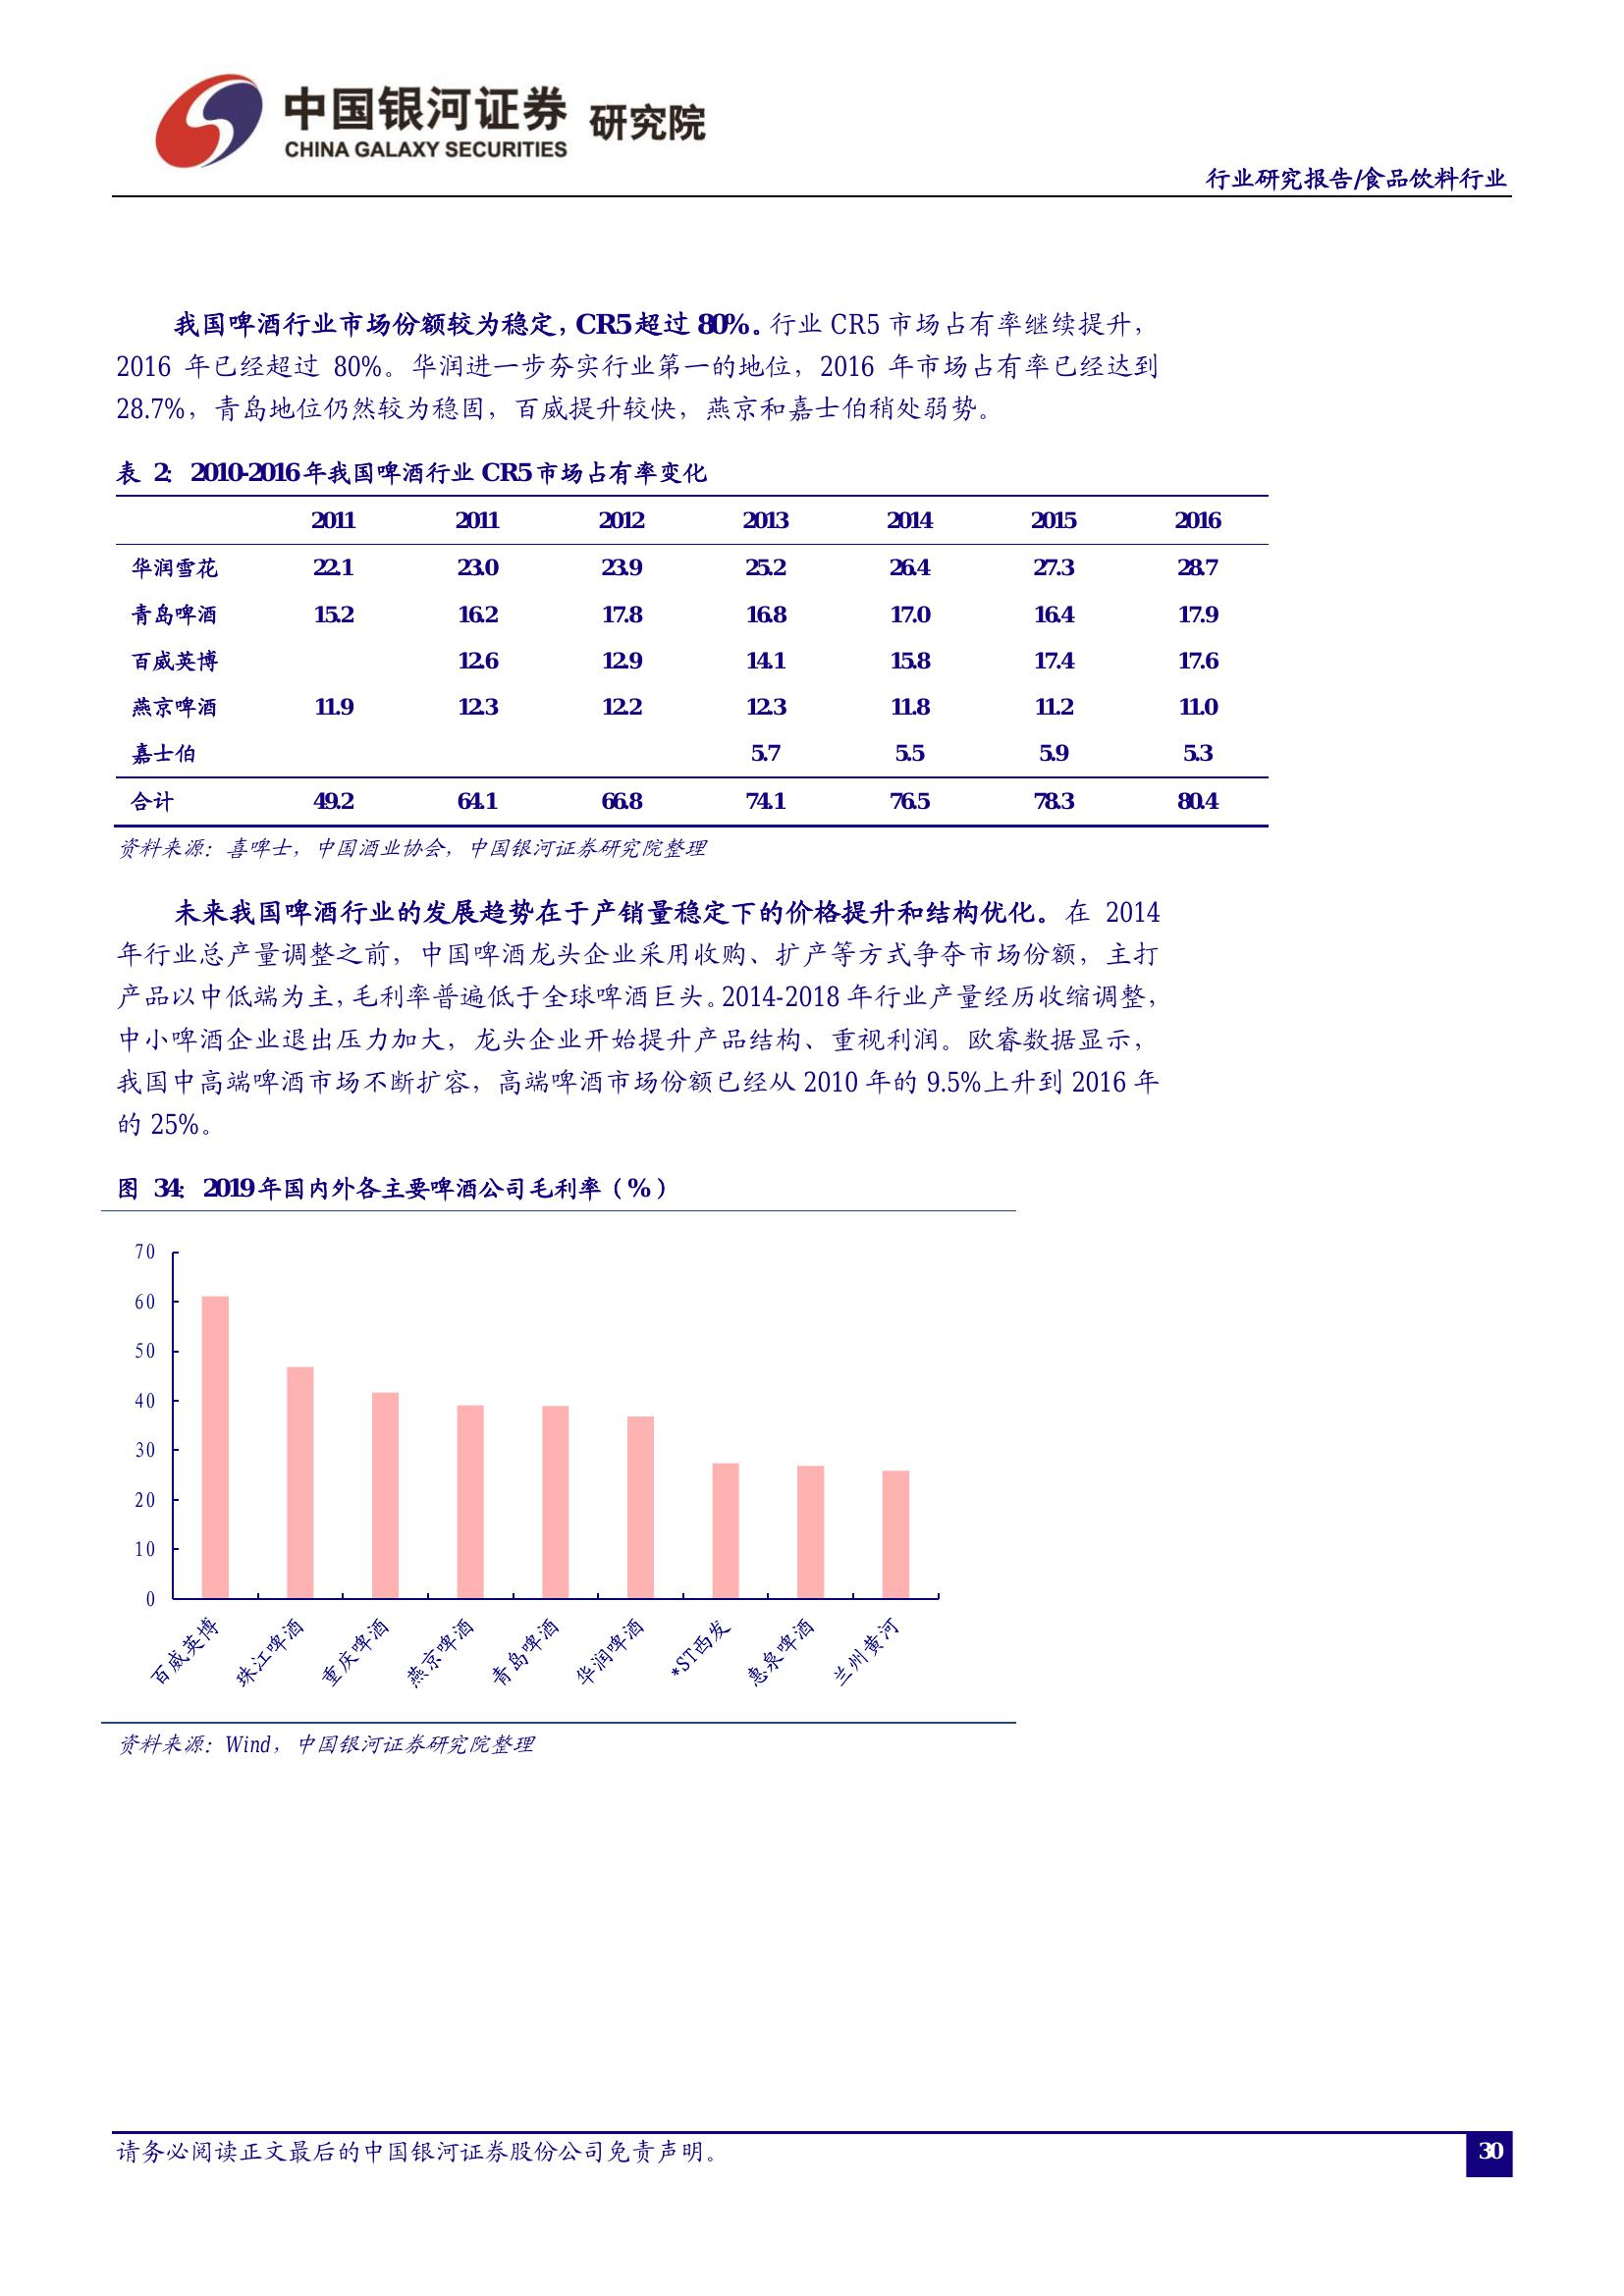 中国银河证券 研究院
CHINA GALAXY SECURITIES
行业研究报告/食品饮料行业
我国啤酒行业市场份额较为稳定，CR5超过80%。行业 CR5 市场占有率继续提升，
2016 年已经超过 80%。华润进一步夯实行业第一的地位，2016 年市场占有率已经达到
28.7%，青岛地位仍然较为稳固，百威提升较快，燕京和嘉士伯稍处弱势。
表 2： 2010-2016年我国啤酒行业 CR5市场占有率变化
2011 2011 2012 2013 2014 2015 2016
华润雪花 22.1 23.0 23.9 25.2 26.4 27.3 28.7
青岛啤酒 15.2 16.2 17.8 16.8 17.0 16.4 17.9
百威英博 12.6 12.9 14.1 15.8 17.4 17.6
燕京啤酒 11.9 12.3 12.2 12.3 11.8 11.2 11.0
嘉士伯 5.7 5.5 5.9 5.3
合计 49.2 64.1 66.8 74.1 76.5 78.3 80.4
资料来源：喜啤士，中国酒业协会，中国银河证券研究院整理
未来我国啤酒行业的发展趋势在于产销量稳定下的价格提升和结构优化。在 2014
年行业总产量调整之前，中国啤酒龙头企业采用收购、扩产等方式争夺市场份额，主打
产品以中低端为主，毛利率普遍低于全球啤酒巨头。2014-2018 年行业产量经历收缩调整，
中小啤酒企业退出压力加大，龙头企业开始提升产品结构、重视利润。欧睿数据显示，
我国中高端啤酒市场不断扩容，高端啤酒市场份额已经从 2010 年的 9.5%上升到 2016 年
的 25%。
图 34： 2019年国内外各主要啤酒公司毛利率（%）
70
60
50
40
30
20
10
0
百威英博 珠江啤酒 重庆啤酒 燕京啤酒 青岛啤酒 华润啤酒 *ST西发 惠泉啤酒 兰州黄河
资料来源：Wind，中国银河证券研究院整理
请务必阅读正文最后的中国银河证券股份公司免责声明。
30